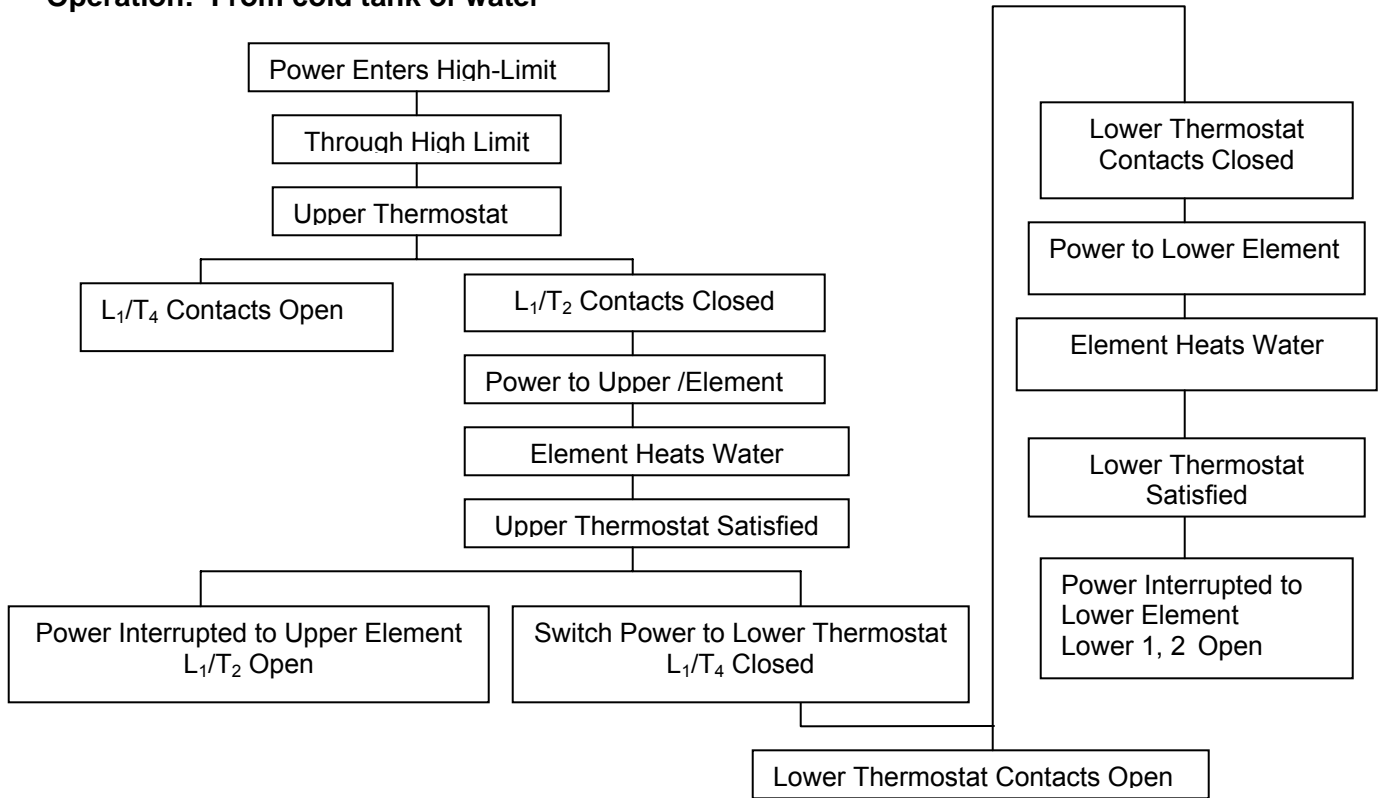 Operation: From cold tank of water
Power Enters High-Limit
Through High Limit
Upper Thermostat
L₁/T₄ Contacts Open
L₁/T₂ Contacts Closed
Power to Upper /Element
Element Heats Water
Upper Thermostat Satisfied
Power Interrupted to Upper Element
L₁/T₂ Open
Switch Power to Lower Thermostat
L₁/T₄ Closed
Lower Thermostat Contacts Open
Lower Thermostat
Contacts Closed
Power to Lower Element
Element Heats Water
Lower Thermostat
Satisfied
Power Interrupted to
Lower Element
Lower 1, 2 Open